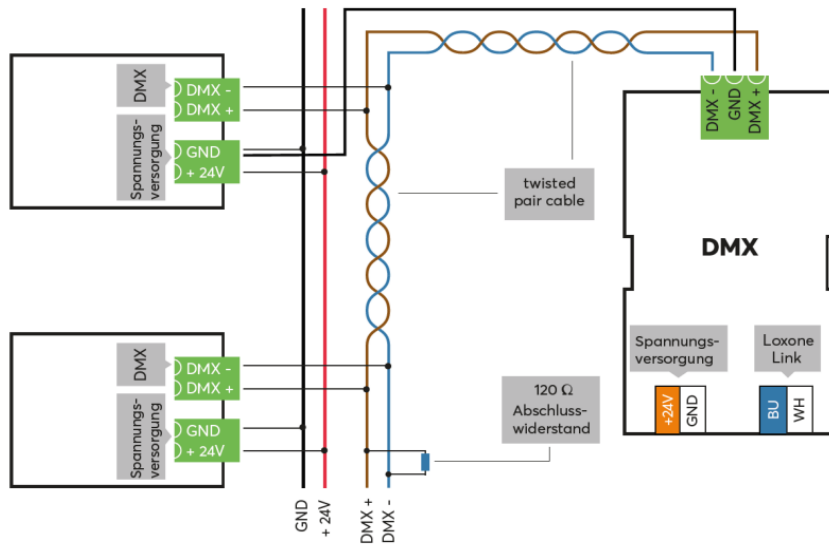 DMX
DMX -
DMX +
Spannungs-
versorgung
GND
+ 24V
DMX -
GND
DMX +
twisted
pair cable
DMX
Spannungs-
versorgung
+24V
GND
Loxone
Link
BU
WH
DMX
DMX -
DMX +
Spannungs-
versorgung
GND
+ 24V
120 Ω
Abschluss-
widerstand
GND
+ 24V
DMX +
DMX -